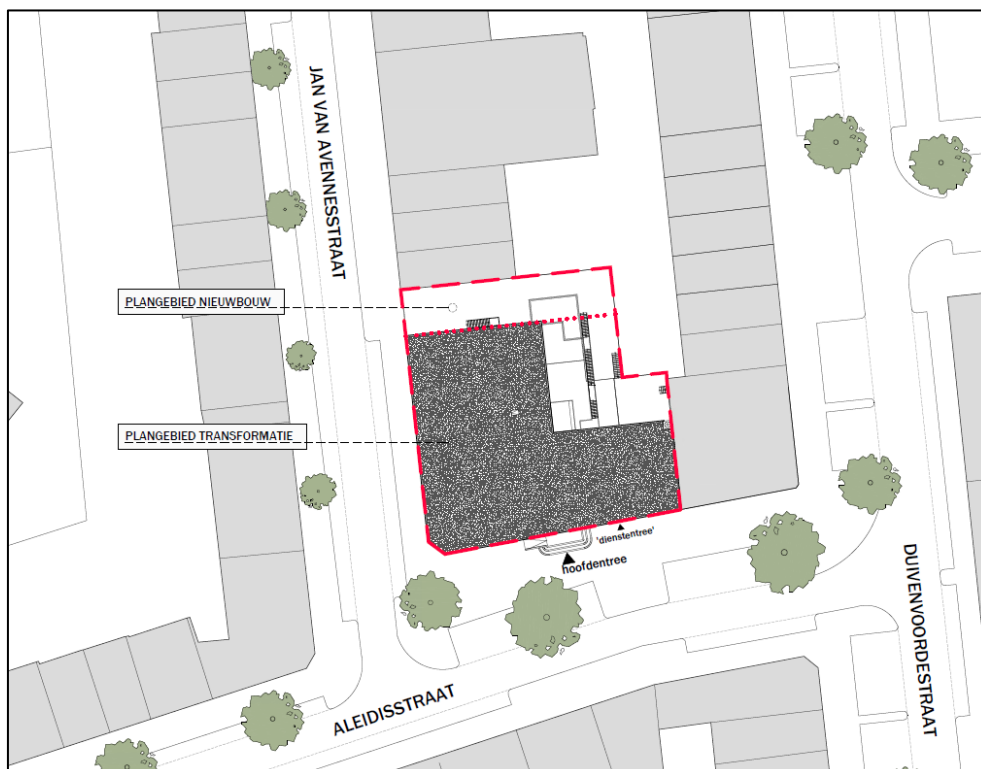 JAN VAN AVENNESSTRAAT
PLANGEBIED NIEUWBOUW
PLANGEBIED TRANSFORMATIE
'dienstentree'
hoofdentree
DUIVENVOORDESTRAAT
ALEIDISSTRAAT